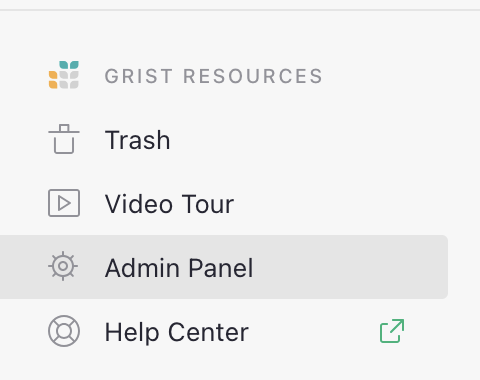 GRIST RESOURCES
Trash
Video Tour
Admin Panel
Help Center